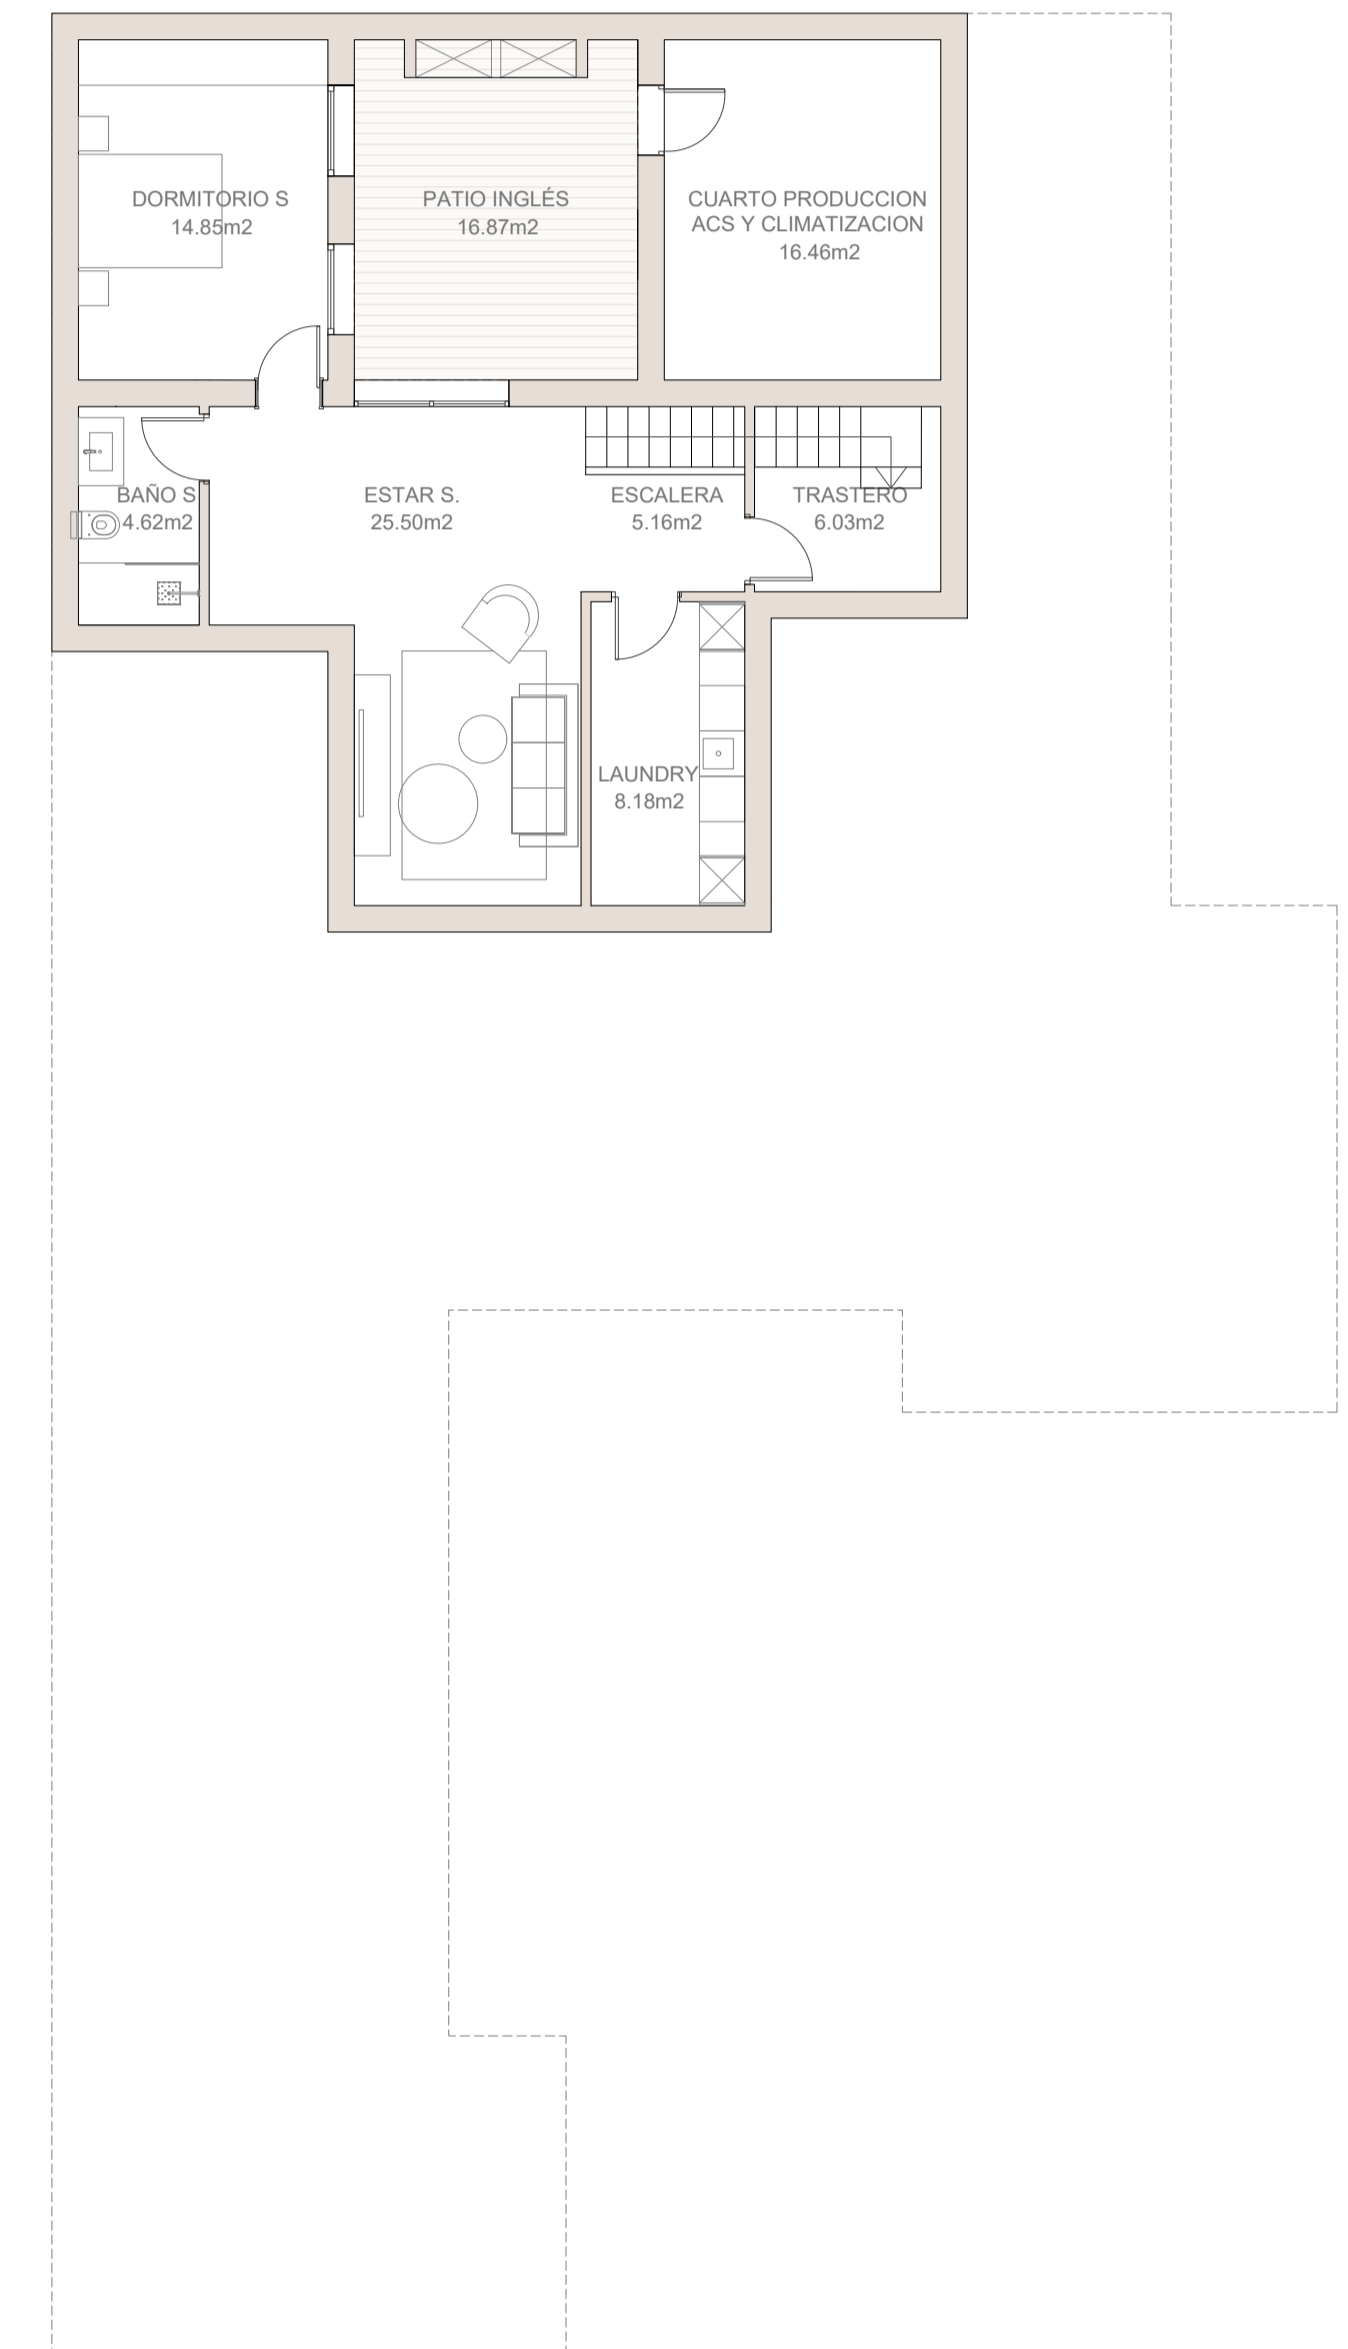 DORMITORIO S
14.85m2
PATIO INGLÉS
16.87m2
CUARTO PRODUCCION
ACS Y CLIMATIZACION
16.46m2
BAÑO S
4.62m2
ESTAR S.
25.50m2
ESCALERA
5.16m2
TRASTERO
6.03m2
LAUNDRY
8.18m2